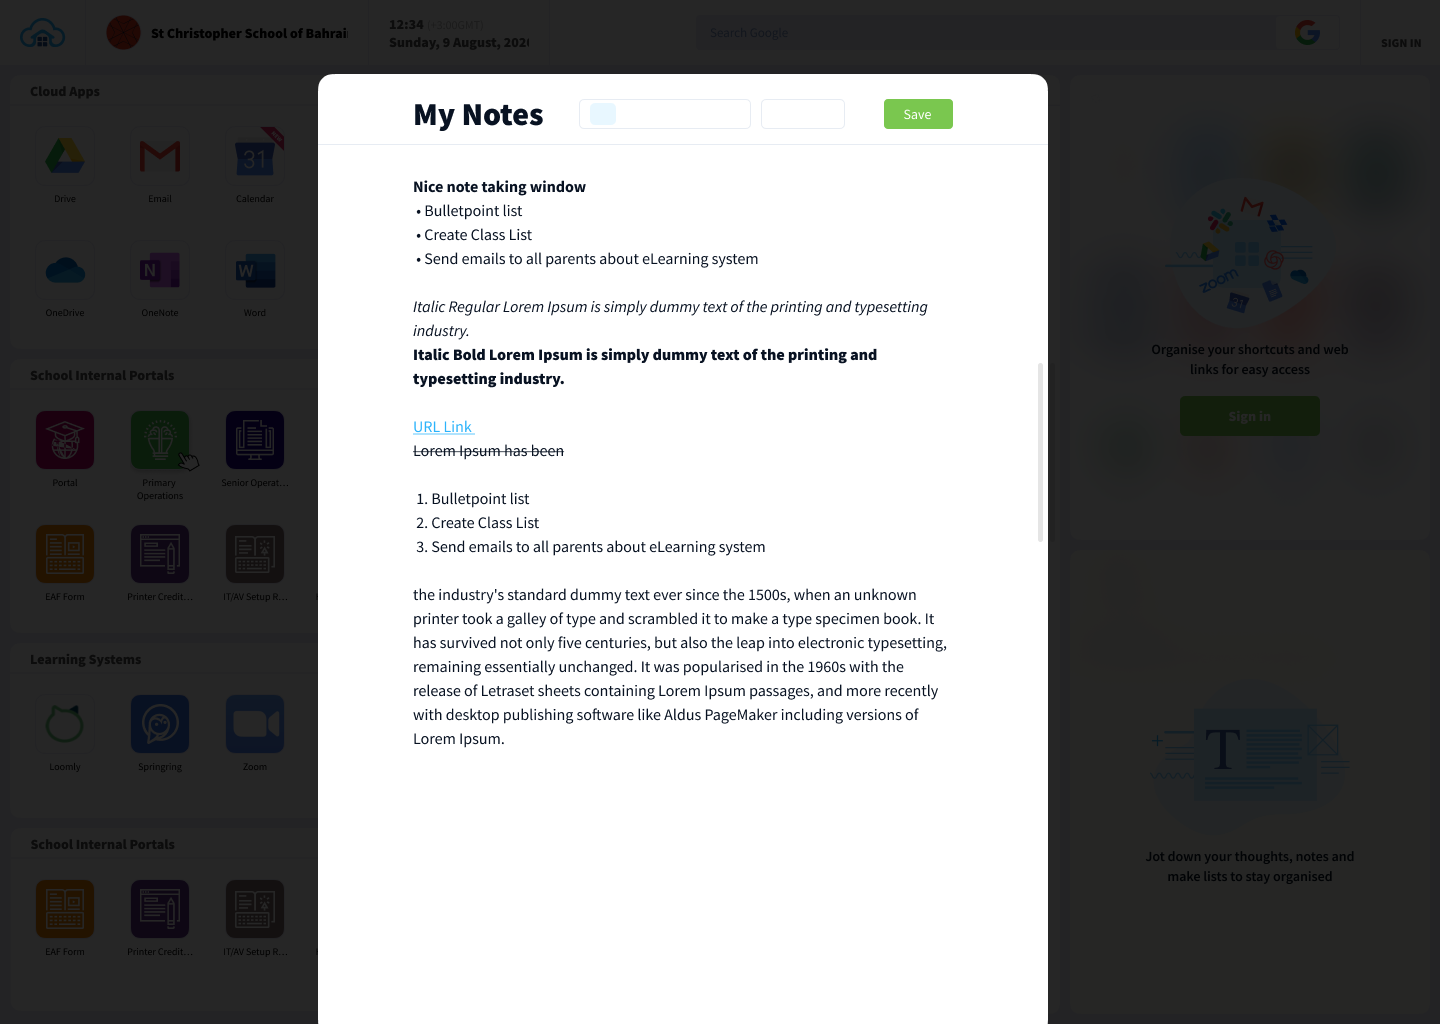 St Christopher School of Bahrai
12:34 (+3:00GMT)
Sunday, 9 August, 202
Search Google
SIGN IN
Cloud Apps
31
Drive
Email
Calendar
N
W
OneDrive
OneNote
Word
School Internal Portals
Portal
Primary
Operations
Senior Operat...
EAF Form
Printer Credit...
IT/AV Setup R...
Learning Systems
Loomly
Springring
Zoom
School Internal Portals
EAF Form
Printer Credit...
IT/AV Setup R...
My Notes
Save
Nice note taking window
• Bulletpoint list
• Create Class List
• Send emails to all parents about eLearning system
Italic Regular Lorem Ipsum is simply dummy text of the printing and typesetting
industry.
Italic Bold Lorem Ipsum is simply dummy text of the printing and
typesetting industry.
URL Link
Lorem Ipsum has been
1. Bulletpoint list
2. Create Class List
3. Send emails to all parents about eLearning system
the industry's standard dummy text ever since the 1500s, when an unknown
printer took a galley of type and scrambled it to make a type specimen book. It
has survived not only five centuries, but also the leap into electronic typesetting,
remaining essentially unchanged. It was popularised in the 1960s with the
release of Letraset sheets containing Lorem Ipsum passages, and more recently
with desktop publishing software like Aldus PageMaker including versions of
Lorem Ipsum.
zoom
31
Organise your shortcuts and web
links for easy access
Sign in
T
Jot down your thoughts, notes and
make lists to stay organised